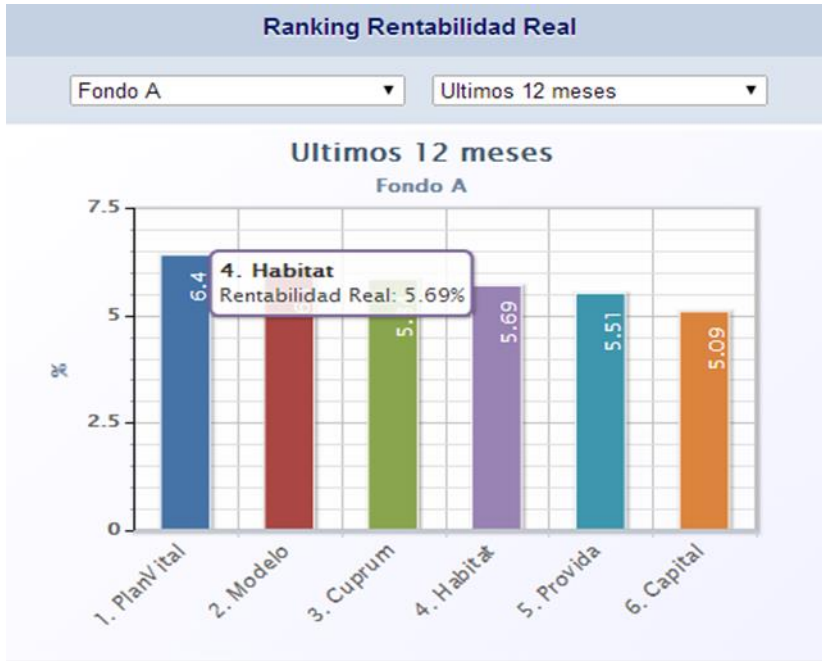 Ranking Rentabilidad Real
Fondo A
Ultimos 12 meses
Ultimos 12 meses
Fondo A
7.5
5
2.5
0
%
6.4
4. Habitat
Rentabilidad Real: 5.69%
5.69
5.51
5.09
1. PlanVital
2. Modelo
3. Cuprum
4. Habitat
5. Provida
6. Capital